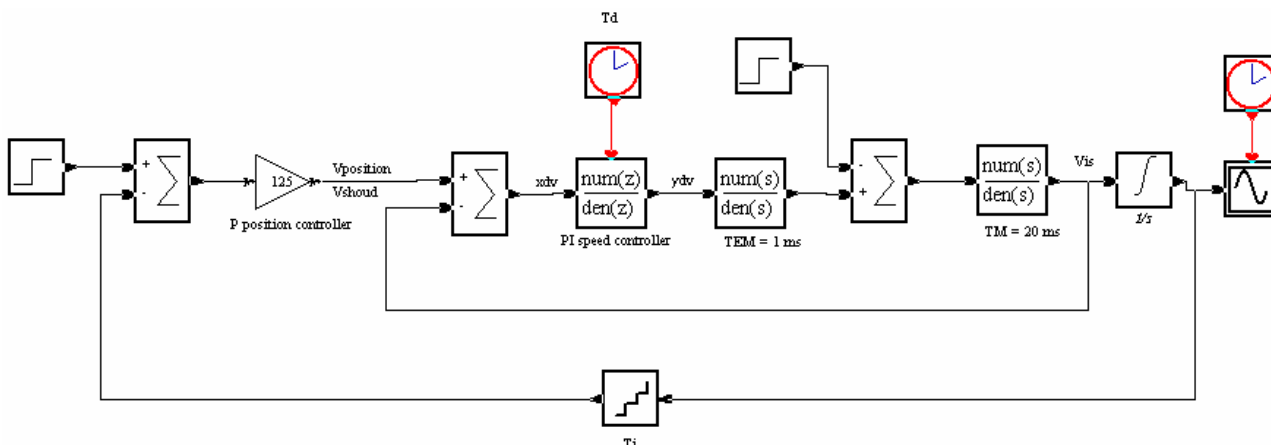 Td
+
-
125
P position controller
Vposition
Vshoud
+
-
xdv
num(z)
den(z)
PI speed controller
ydv
num(s)
den(s)
TEM = 1 ms
-
+
num(s)
den(s)
TM = 20 ms
Vis
1/s